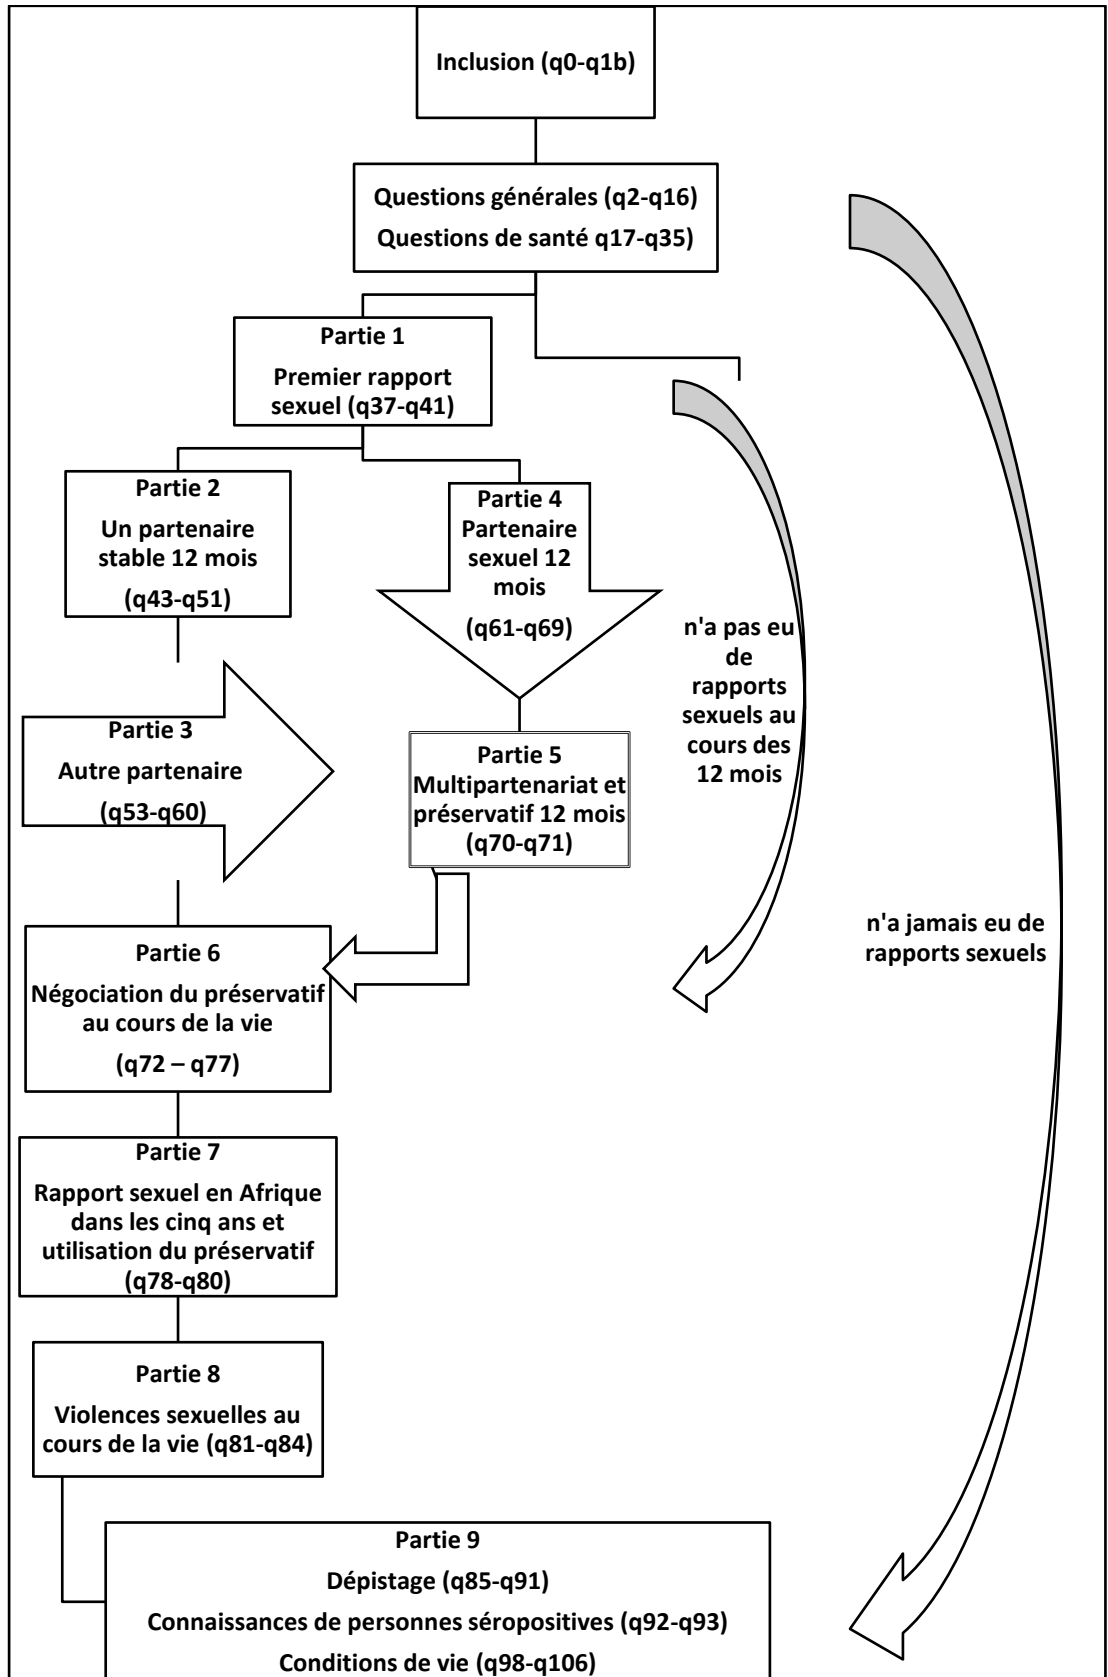 Inclusion (q0-q1b)
Questions générales (q2-q16)
Questions de santé q17-q35)
Partie 1
Premier rapport
sexuel (q37-q41)
Partie 2
Un partenaire
stable 12 mois
(q43-q51)
Partie 4
Partenaire
sexuel 12
mois
(q61-q69)
n'a pas eu
de
rapports
sexuels au
cours des
12 mois
Partie 3
Autre partenaire
(q53-q60)
Partie 5
Multipartenariat et
préservatif 12 mois
(q70-q71)
n'a jamais eu de
rapports sexuels
Partie 6
Négociation du préservatif
au cours de la vie
(q72 – q77)
Partie 7
Rapport sexuel en Afrique
dans les cinq ans et
utilisation du préservatif
(q78-q80)
Partie 8
Violences sexuelles au
cours de la vie (q81-q84)
Partie 9
Dépistage (q85-q91)
Connaissances de personnes séropositives (q92-q93)
Conditions de vie (q98-q106)